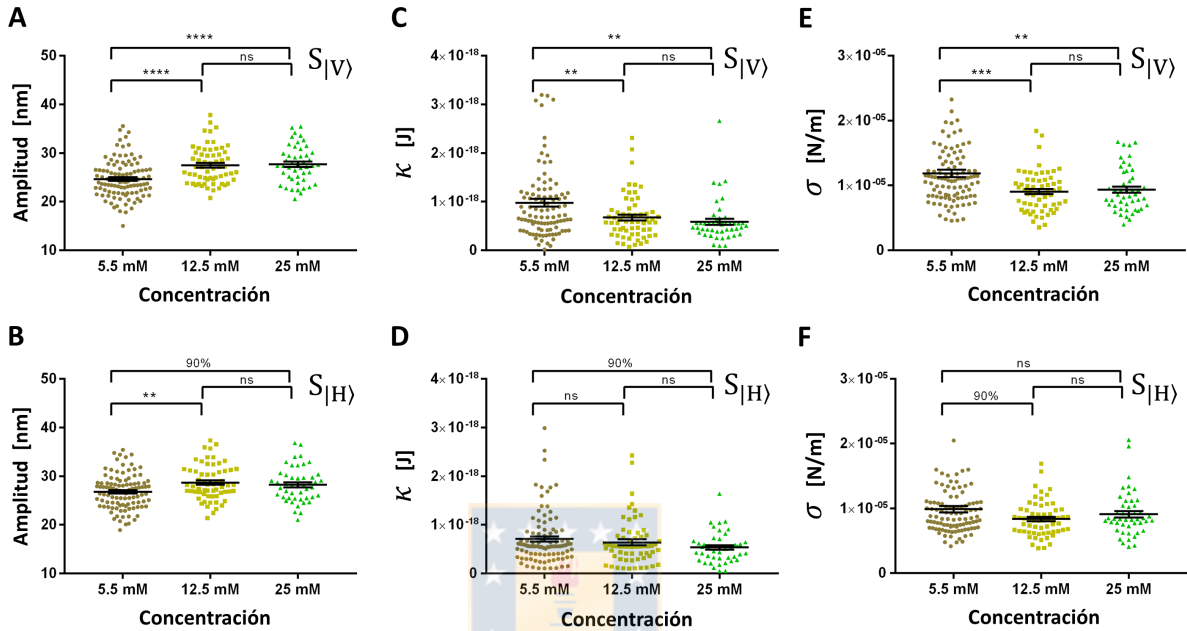 A
****
****
ns
S|V⟩
50
40
30
20
10
Amplitud [nm]
5.5 mM 12.5 mM 25 mM
Concentración
C
**
**
ns
S|V⟩
4×10⁻¹⁸
3×10⁻¹⁸
2×10⁻¹⁸
1×10⁻¹⁸
0
κ [J]
5.5 mM 12.5 mM 25 mM
Concentración
E
**
***
ns
S|V⟩
3×10⁻⁰⁵
2×10⁻⁰⁵
1×10⁻⁰⁵
0
σ [N/m]
5.5 mM 12.5 mM 25 mM
Concentración
B
90%
**
ns
S|H⟩
50
40
30
20
10
Amplitud [nm]
5.5 mM 12.5 mM 25 mM
Concentración
D
90%
ns
ns
S|H⟩
4×10⁻¹⁸
3×10⁻¹⁸
2×10⁻¹⁸
1×10⁻¹⁸
0
κ [J]
5.5 mM 12.5 mM 25 mM
Concentración
F
ns
90%
ns
S|H⟩
3×10⁻⁰⁵
2×10⁻⁰⁵
1×10⁻⁰⁵
0
σ [N/m]
5.5 mM 12.5 mM 25 mM
Concentración